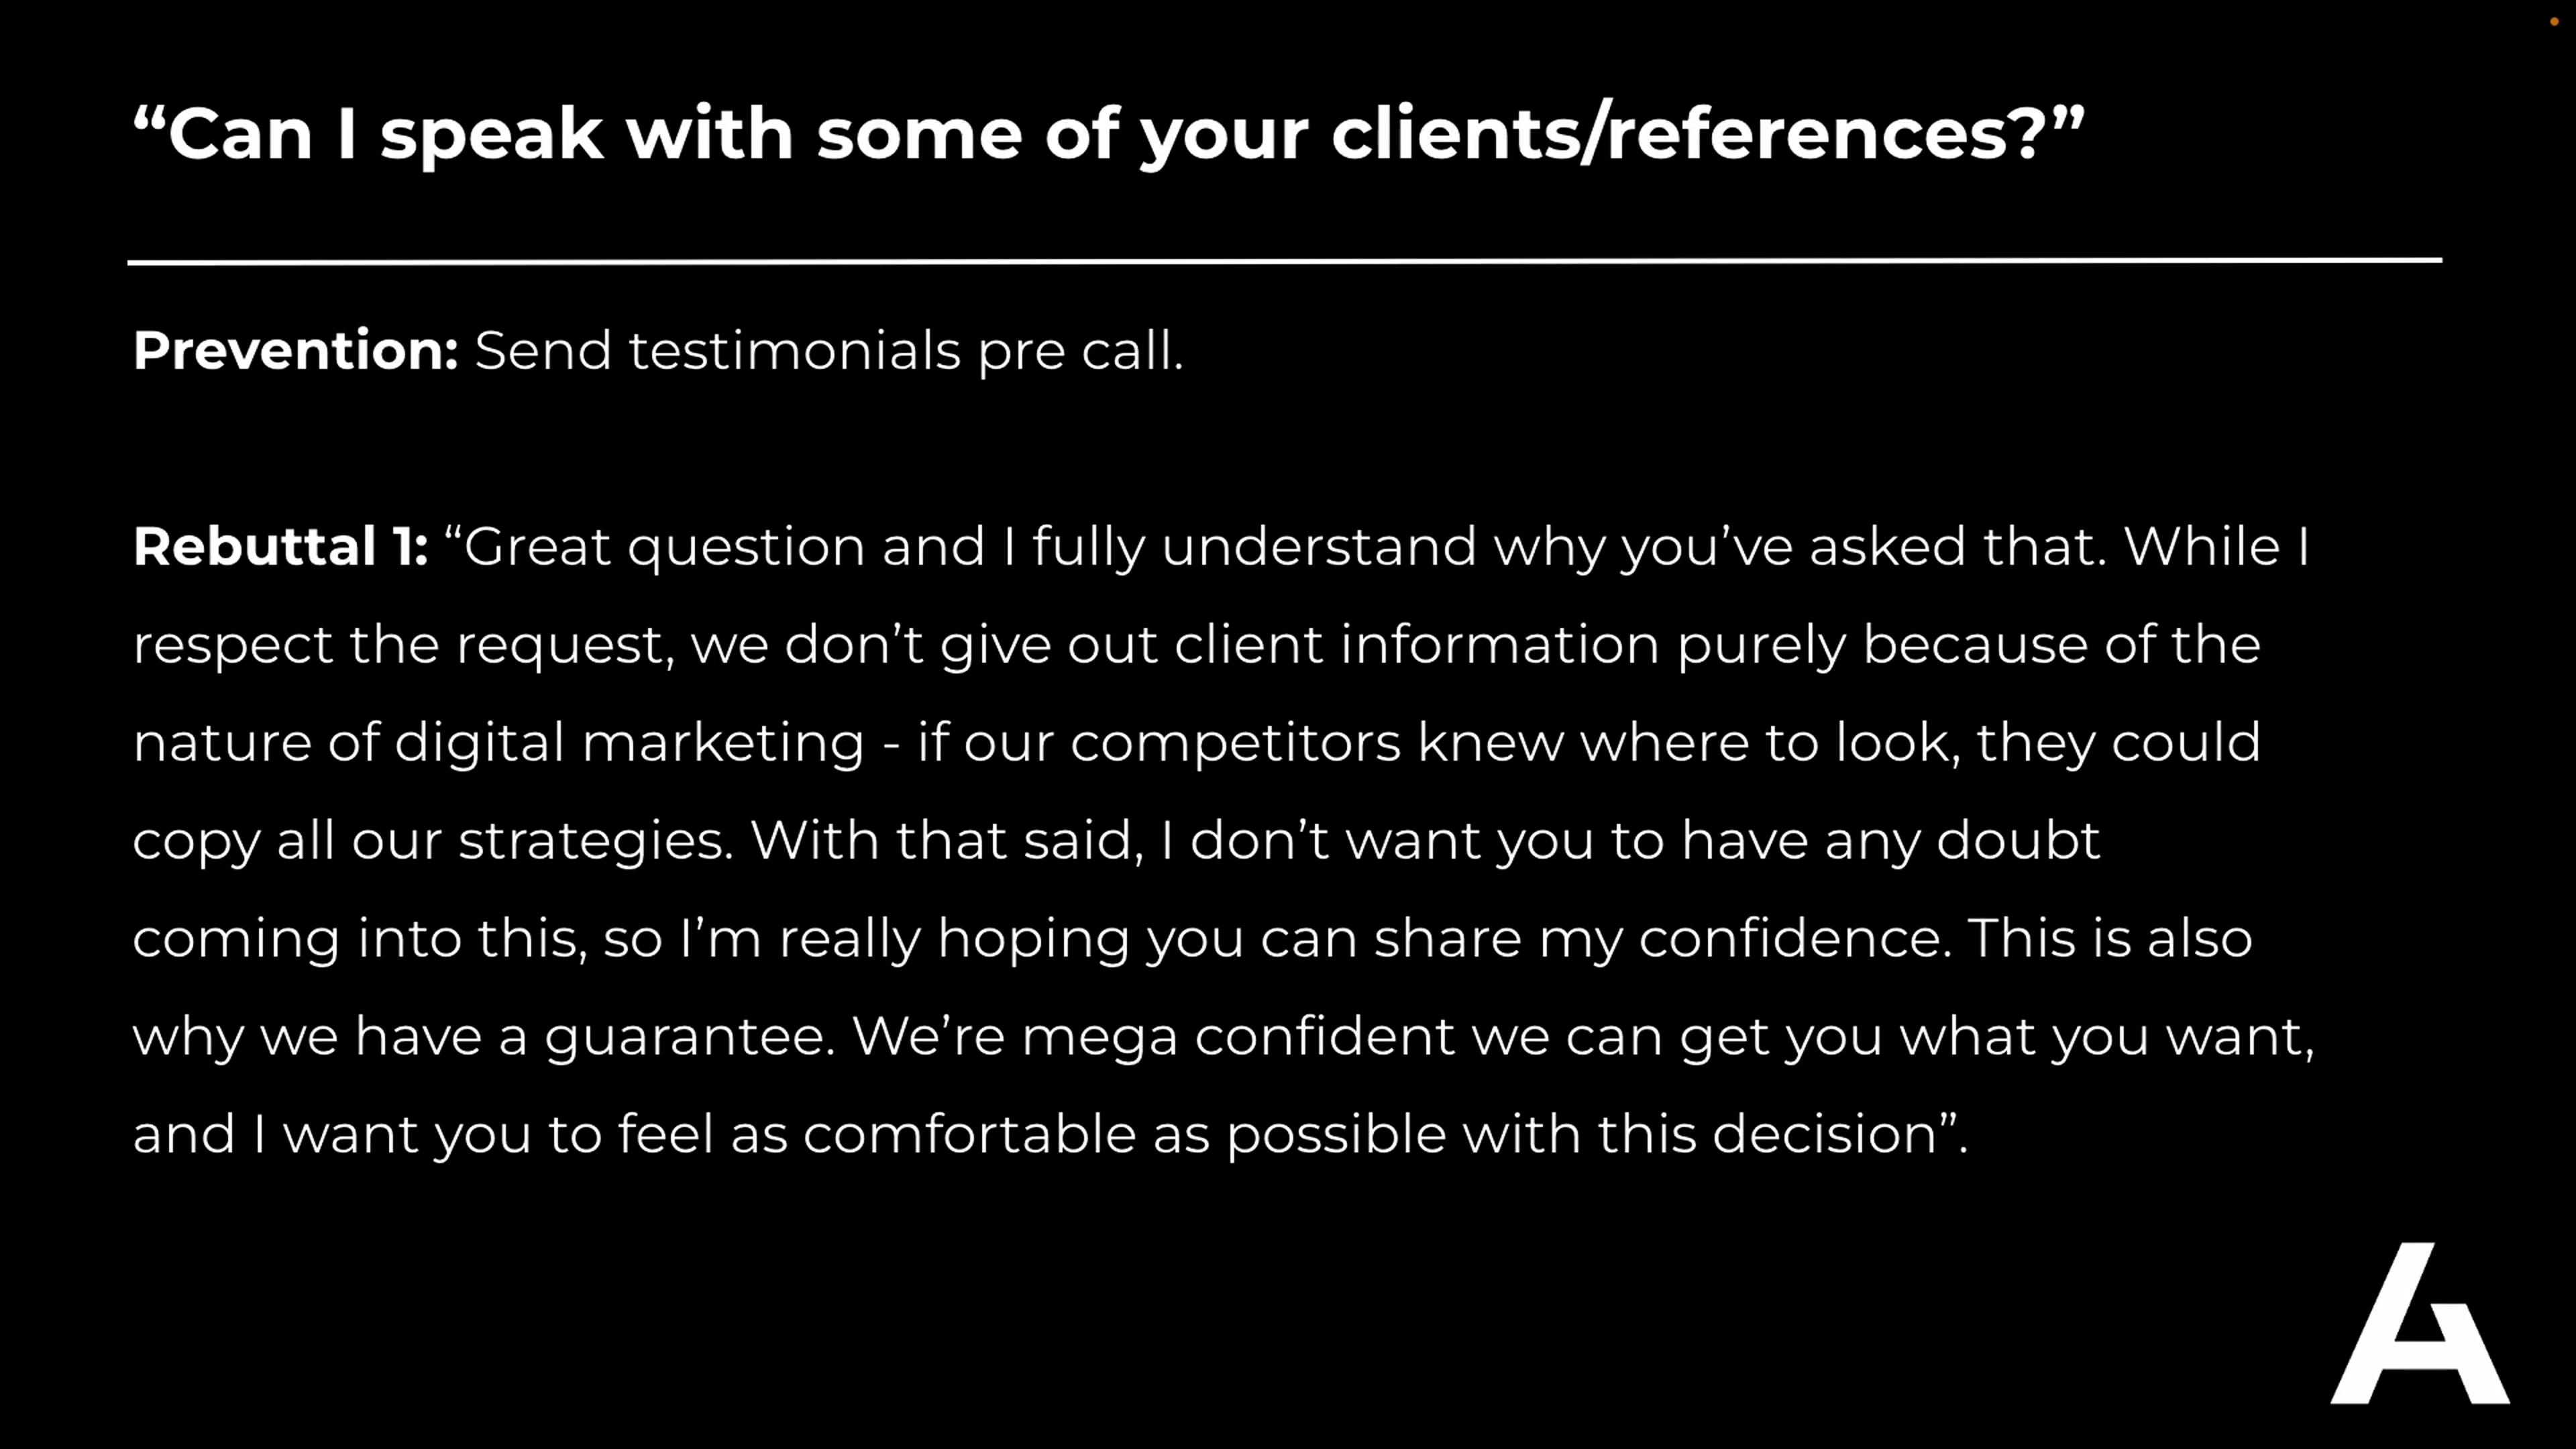 “Can I speak with some of your clients/references?”
Prevention: Send testimonials pre call.
Rebuttal 1: “Great question and I fully understand why you’ve asked that. While I
respect the request, we don’t give out client information purely because of the
nature of digital marketing - if our competitors knew where to look, they could
copy all our strategies. With that said, I don’t want you to have any doubt
coming into this, so I’m really hoping you can share my confidence. This is also
why we have a guarantee. We’re mega confident we can get you what you want,
and I want you to feel as comfortable as possible with this decision”.